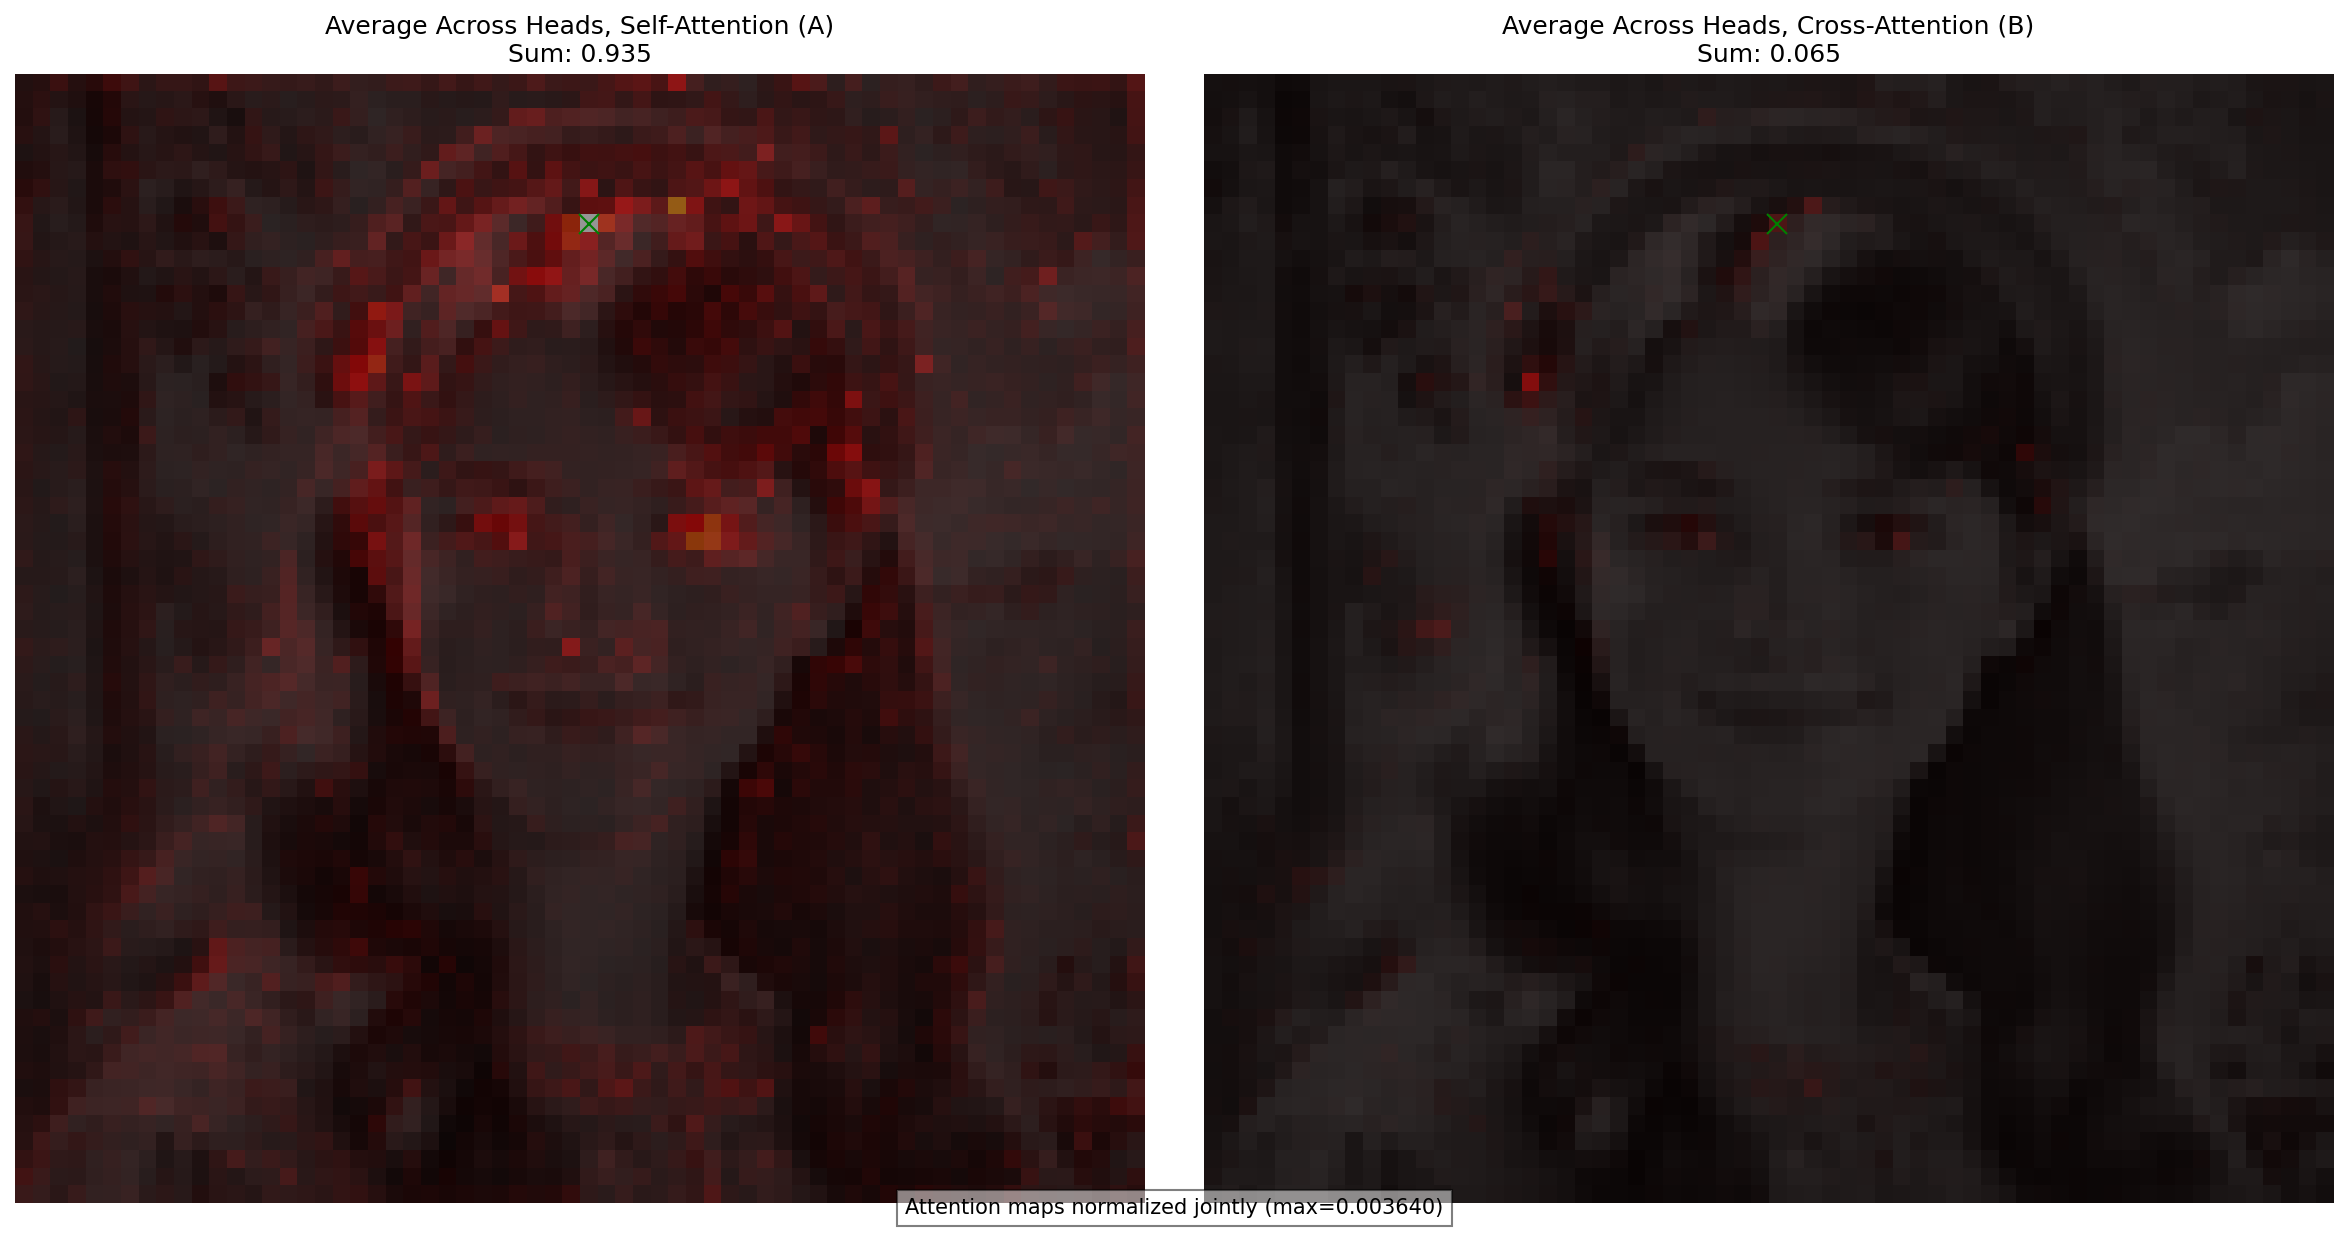 Average Across Heads, Self-Attention (A)
Sum: 0.935
Average Across Heads, Cross-Attention (B)
Sum: 0.065
Attention maps normalized jointly (max=0.003640)